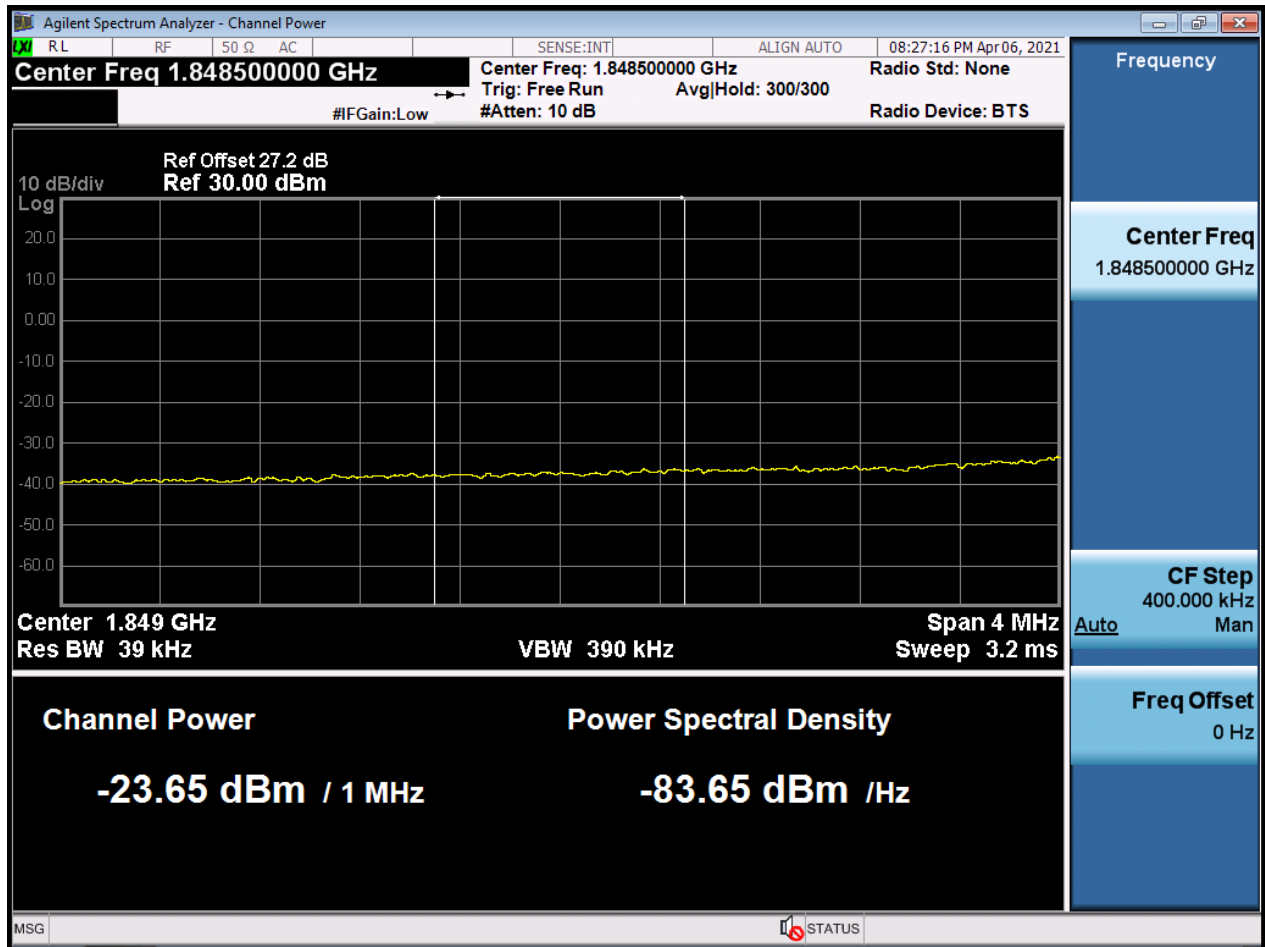 Agilent Spectrum Analyzer - Channel Power
LXI RL RF 50 Ω AC SENSE:INT ALIGN AUTO 08:27:16 PM Apr 06, 2021
Center Freq 1.848500000 GHz
Center Freq: 1.848500000 GHz Radio Std: None
Trig: Free Run Avg|Hold: 300/300
#IFGain:Low #Atten: 10 dB Radio Device: BTS
Ref Offset 27.2 dB
10 dB/div Ref 30.00 dBm
Log
20.0
10.0
0.00
-10.0
-20.0
-30.0
-40.0
-50.0
-60.0
Center 1.849 GHz Span 4 MHz
Res BW 39 kHz VBW 390 kHz Sweep 3.2 ms
Channel Power Power Spectral Density
-23.65 dBm / 1 MHz -83.65 dBm /Hz
Frequency
Center Freq
1.848500000 GHz
CF Step
400.000 kHz
Auto Man
Freq Offset
0 Hz
MSG STATUS